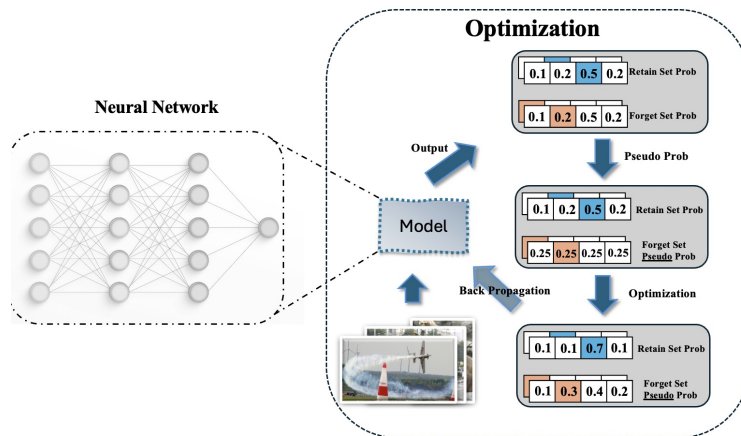 Optimization
Neural Network
0.1 0.2 0.5 0.2 Retain Set Prob
0.1 0.2 0.5 0.2 Forget Set Prob
Output
Pseudo Prob
Model
0.1 0.2 0.5 0.2 Retain Set Prob
0.25 0.25 0.25 0.25 Forget Set
Pseudo Prob
Back Propagation
Optimization
0.1 0.1 0.7 0.1 Retain Set Prob
0.1 0.3 0.4 0.2 Forget Set
Pseudo Prob